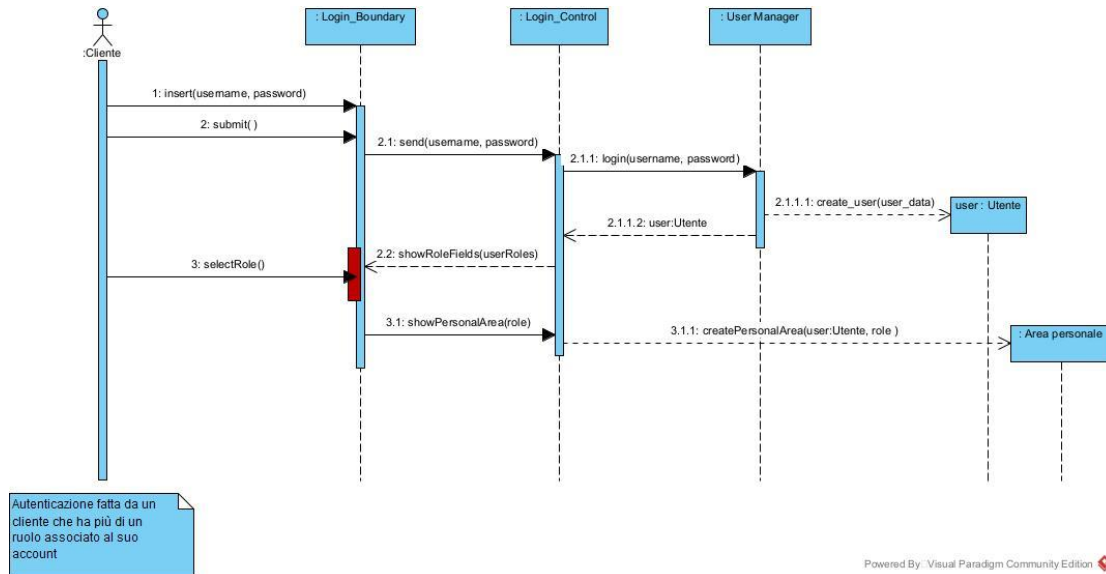 : Login_Boundary
: Login_Control
: User Manager
:Cliente
1: insert(username, password)
2: submit( )
2.1: send(username, password)
2.1.1: login(username, password)
2.1.1.1: create_user(user_data)
user : Utente
2.1.1.2: user:Utente
2.2: showRoleFields(userRoles)
3: selectRole()
3.1: showPersonalArea(role)
3.1.1: createPersonalArea(user:Utente, role )
: Area personale
Autenticazione fatta da un
cliente che ha più di un
ruolo associato al suo
account
Powered By Visual Paradigm Community Edition